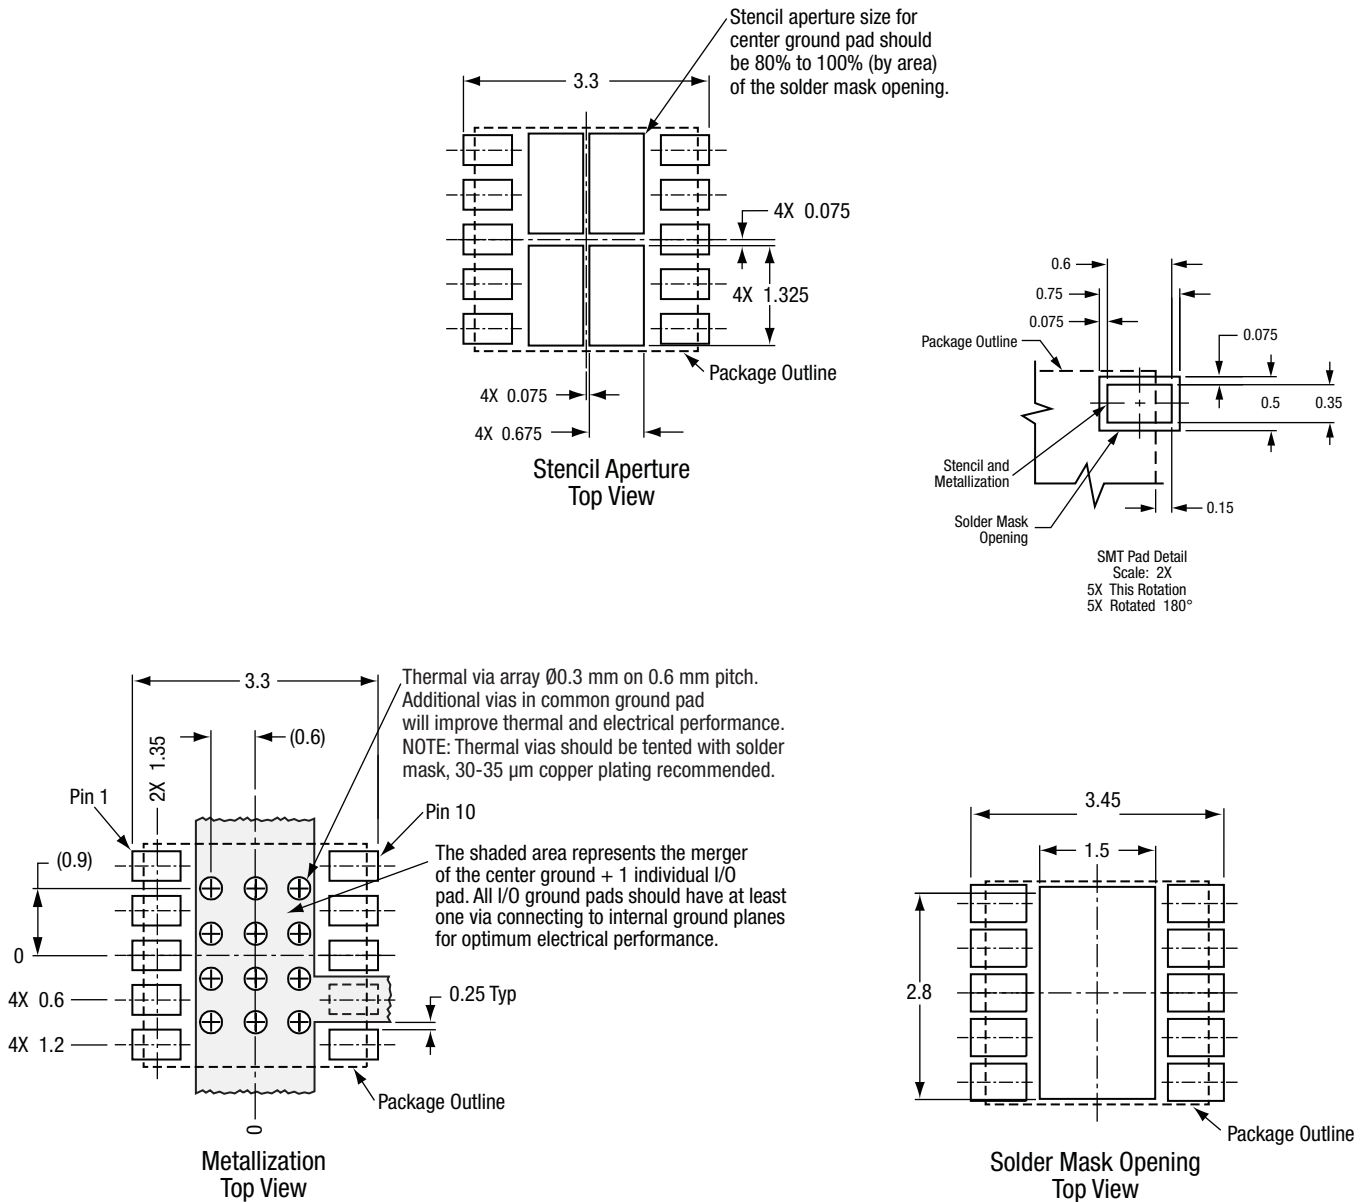 Stencil aperture size for
center ground pad should
be 80% to 100% (by area)
of the solder mask opening.
3.3
4X 0.075
4X 1.325
Package Outline
4X 0.075
4X 0.675
Stencil Aperture
Top View
0.6
0.75
0.075
0.075
Package Outline
0.5
0.35
Stencil and
Metallization
0.15
Solder Mask
Opening
SMT Pad Detail
Scale: 2X
5X This Rotation
5X Rotated 180°
3.3
Thermal via array Ø0.3 mm on 0.6 mm pitch.
Additional vias in common ground pad
will improve thermal and electrical performance.
NOTE: Thermal vias should be tented with solder
mask, 30-35 µm copper plating recommended.
(0.6)
2X 1.35
Pin 1
Pin 10
(0.9)
The shaded area represents the merger
of the center ground + 1 individual I/O
pad. All I/O ground pads should have at least
one via connecting to internal ground planes
for optimum electrical performance.
0
4X 0.6
0.25 Typ
4X 1.2
Package Outline
0
Metallization
Top View
3.45
1.5
2.8
Package Outline
Solder Mask Opening
Top View